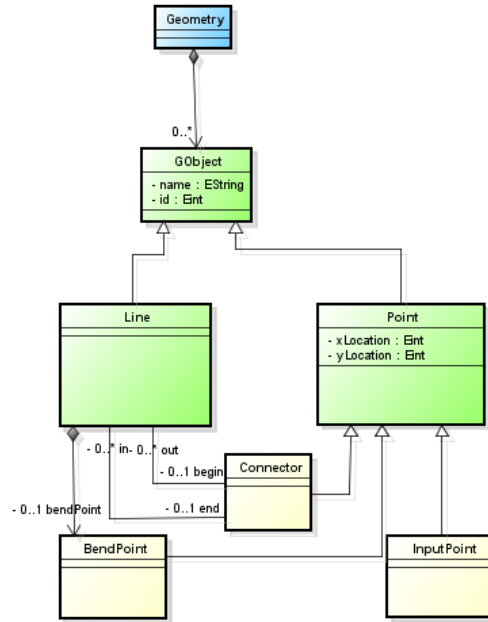 Geometry
0..*
GObject
- name : EString
- id : Eint
Line
Point
- xLocation : Eint
- yLocation : Eint
- 0..* in
- 0..* out
- 0..1 begin
Connector
- 0..1 end
- 0..1 bendPoint
BendPoint
InputPoint